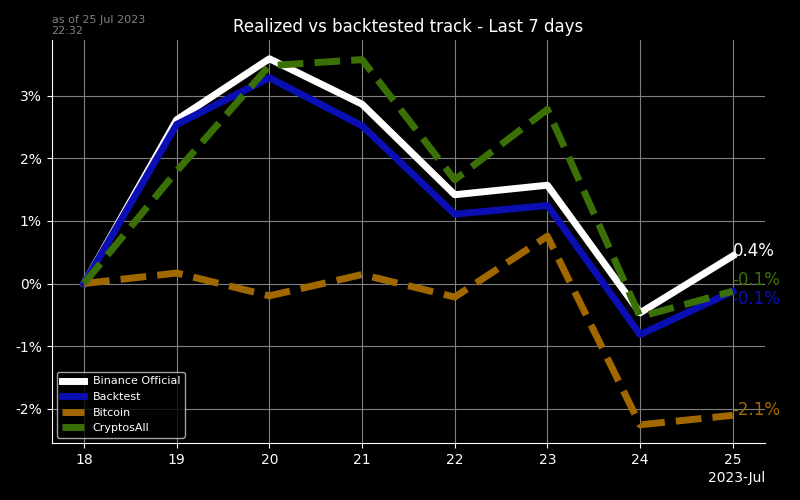 as of 25 Jul 2023
22:32
Realized vs backtested track - Last 7 days
3%
2%
1%
0%
-1%
-2%
0.4%
-0.1%
-0.1%
-2.1%
Binance Official
Backtest
Bitcoin
CryptosAll
18 19 20 21 22 23 24 25
2023-Jul